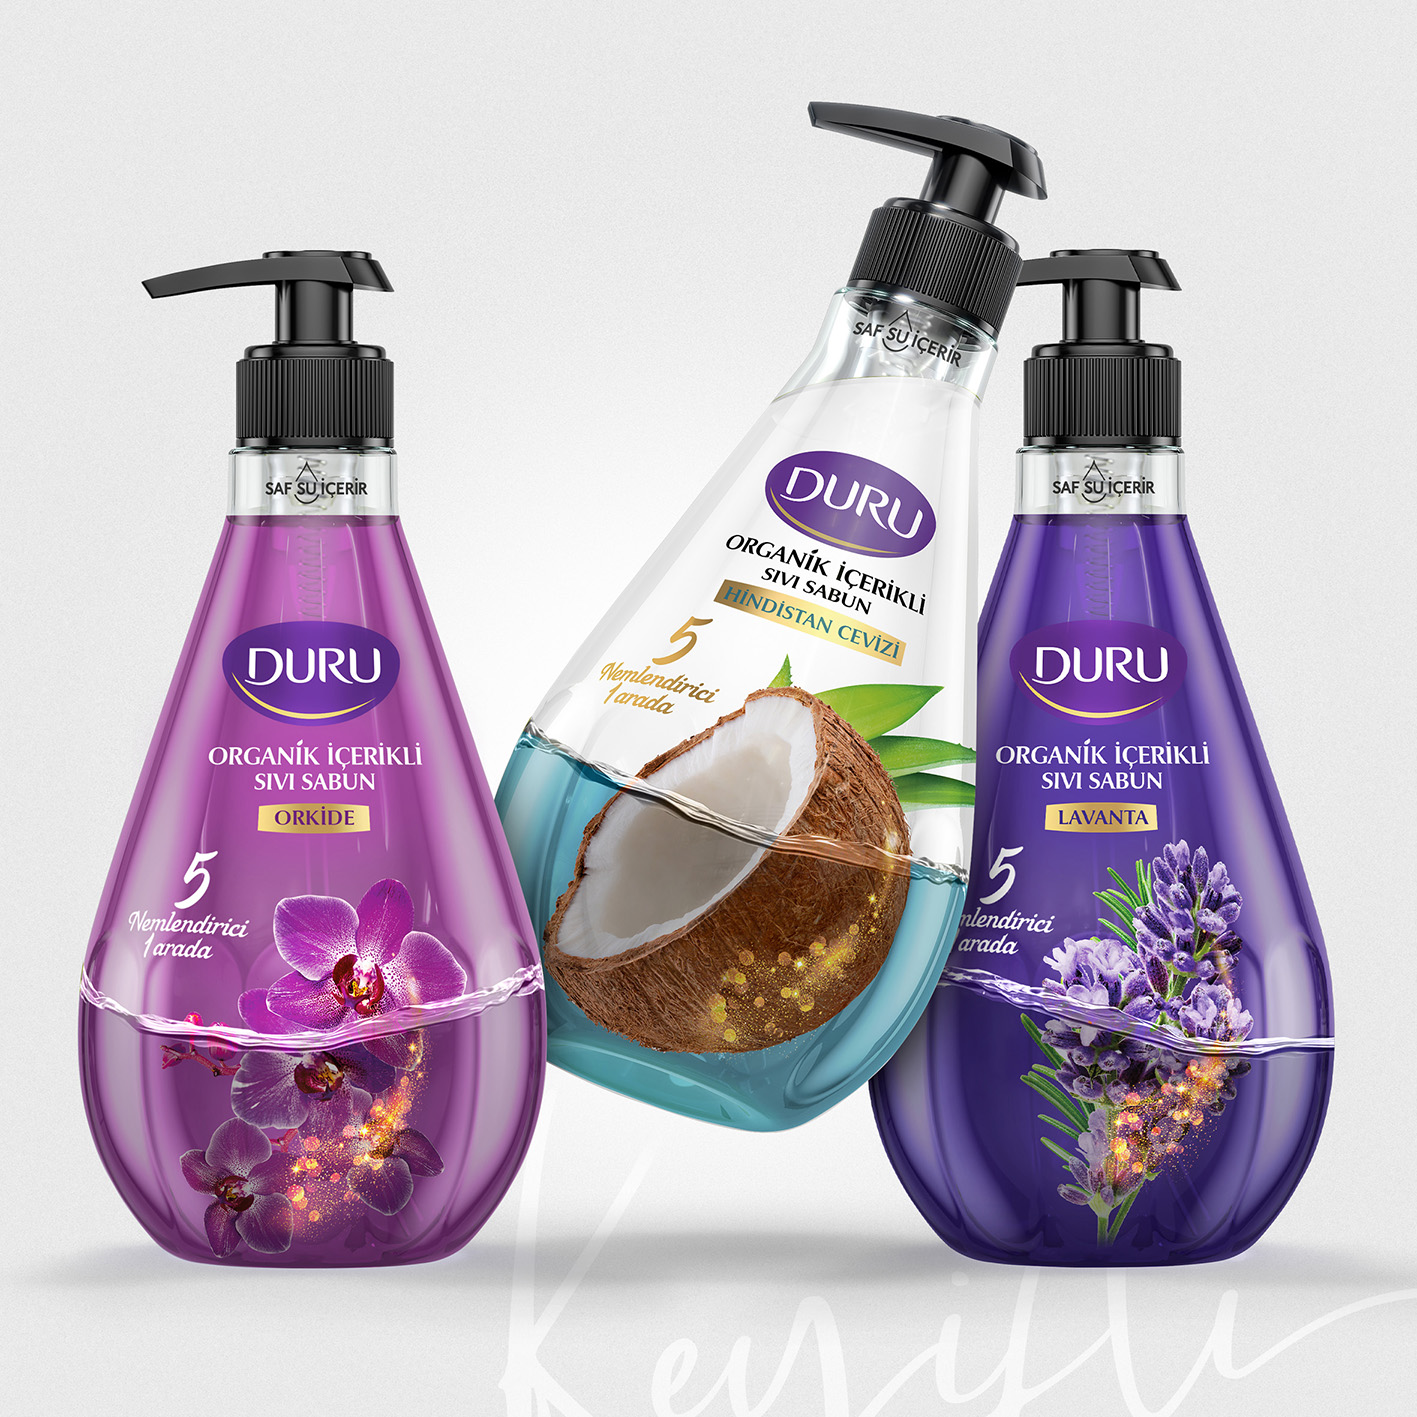 SAF SU İÇERİR
DURU
ORGANİK İÇERİKLİ
SIVI SABUN
ORKİDE
5
Nemlendirici
1 arada
SAF SU İÇERİR
DURU
ORGANİK İÇERİKLİ
SIVI SABUN
HİNDİSTAN CEVİZİ
5
Nemlendirici
1 arada
SAF SU İÇERİR
DURU
ORGANİK İÇERİKLİ
SIVI SABUN
LAVANTA
5
mlendirici
arada
Keyifli